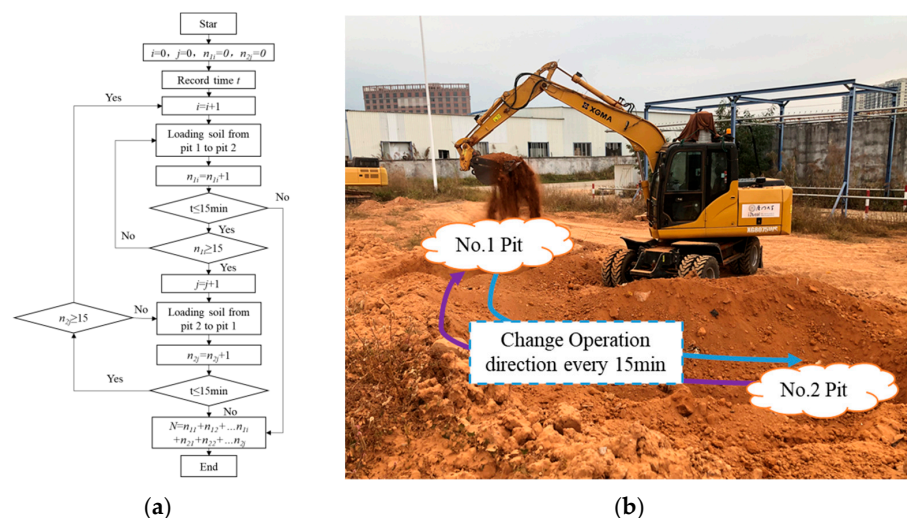 Star
i=0, j=0, n1i=0, n2j=0
Record time t
Yes
i=i+1
Loading soil from
pit 1 to pit 2
n1i=n1i+1
No
t≤15min
No
Yes
n1i≥15
Yes
j=j+1
n2j≥15
No
Loading soil from
pit 2 to pit 1
n2j=n2j+1
Yes
t≤15min
No
N=n11+n12+...n1i
+n21+n22+...n2j
End
(a)
XGMA
No.1 Pit
Change Operation
direction every 15min
No.2 Pit
(b)